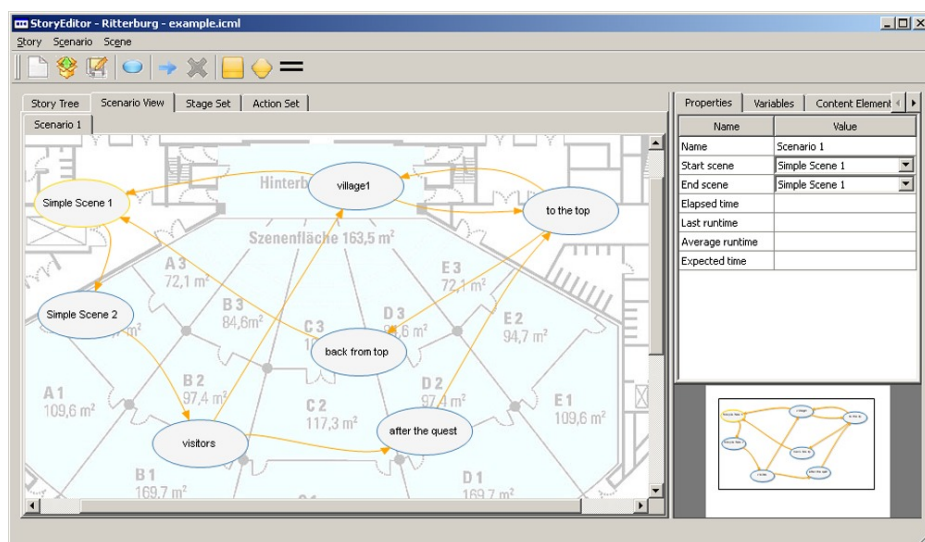 StoryEditor - Ritterburg - example.icml
Story Scenario Scene
Story Tree Scenario View Stage Set Action Set
Scenario 1
Properties Variables Content Element
Name Value
Name Scenario 1
Start scene Simple Scene 1
End scene Simple Scene 1
Elapsed time
Last runtime
Average runtime
Expected time
Hinterb
village1
Simple Scene 1
to the top
Szenenfläche 163,5 m²
A 3
72,1 m²
E 3
72,1 m²
B 3
84,6m²
D 3
C 3
E 2
94,7 m²
Simple Scene 2
back from top
A 1
109,6 m²
B 2
97,4 m²
C 2
117,3 m²
D 2
97,4 m²
E 1
109,6 m²
visitors
after the quest
B 1
169,7 m²
D 1
169,7 m²